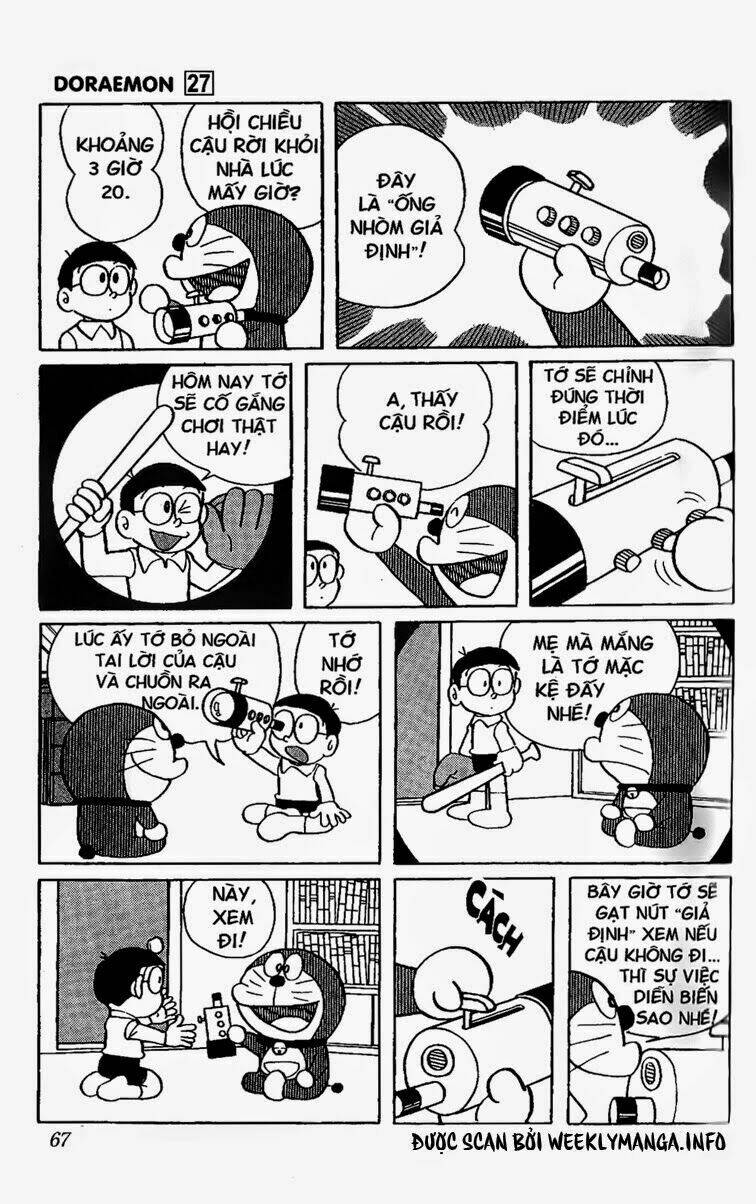 DORAEMON 27
ĐÂY
LÀ "ỐNG
NHÒM GIẢ
ĐỊNH"!
HỒI CHIỀU
CẬU RỜI KHỎI
NHÀ LÚC
MẤY GIỜ?
KHOẢNG
3 GIỜ
20.
TỚ SẼ CHỈNH
ĐÚNG THỜI
ĐIỂM LÚC
ĐÓ...
A, THẤY
CẬU RỒI!
HÔM NAY TỚ
SẼ CỐ GẮNG
CHƠI THẬT
HAY!
MẸ MÀ MẮNG
LÀ TỚ MẶC
KỆ ĐẤY
NHÉ!
TỚ
NHỚ
RỒI!
LÚC ẤY TỚ BỎ NGOÀI
TAI LỜI CỦA CẬU
VÀ CHUỒN RA
NGOÀI.
BÂY GIỜ TỚ SẼ
GẠT NÚT "GIẢ
ĐỊNH" XEM NẾU
CẬU KHÔNG ĐI...
THÌ SỰ VIỆC
DIỄN BIẾN
SAO NHỈ!
CÁCH
NÀY,
XEM
ĐI!
67
ĐƯỢC SCAN BỞI WEEKLYMANGA.INFO